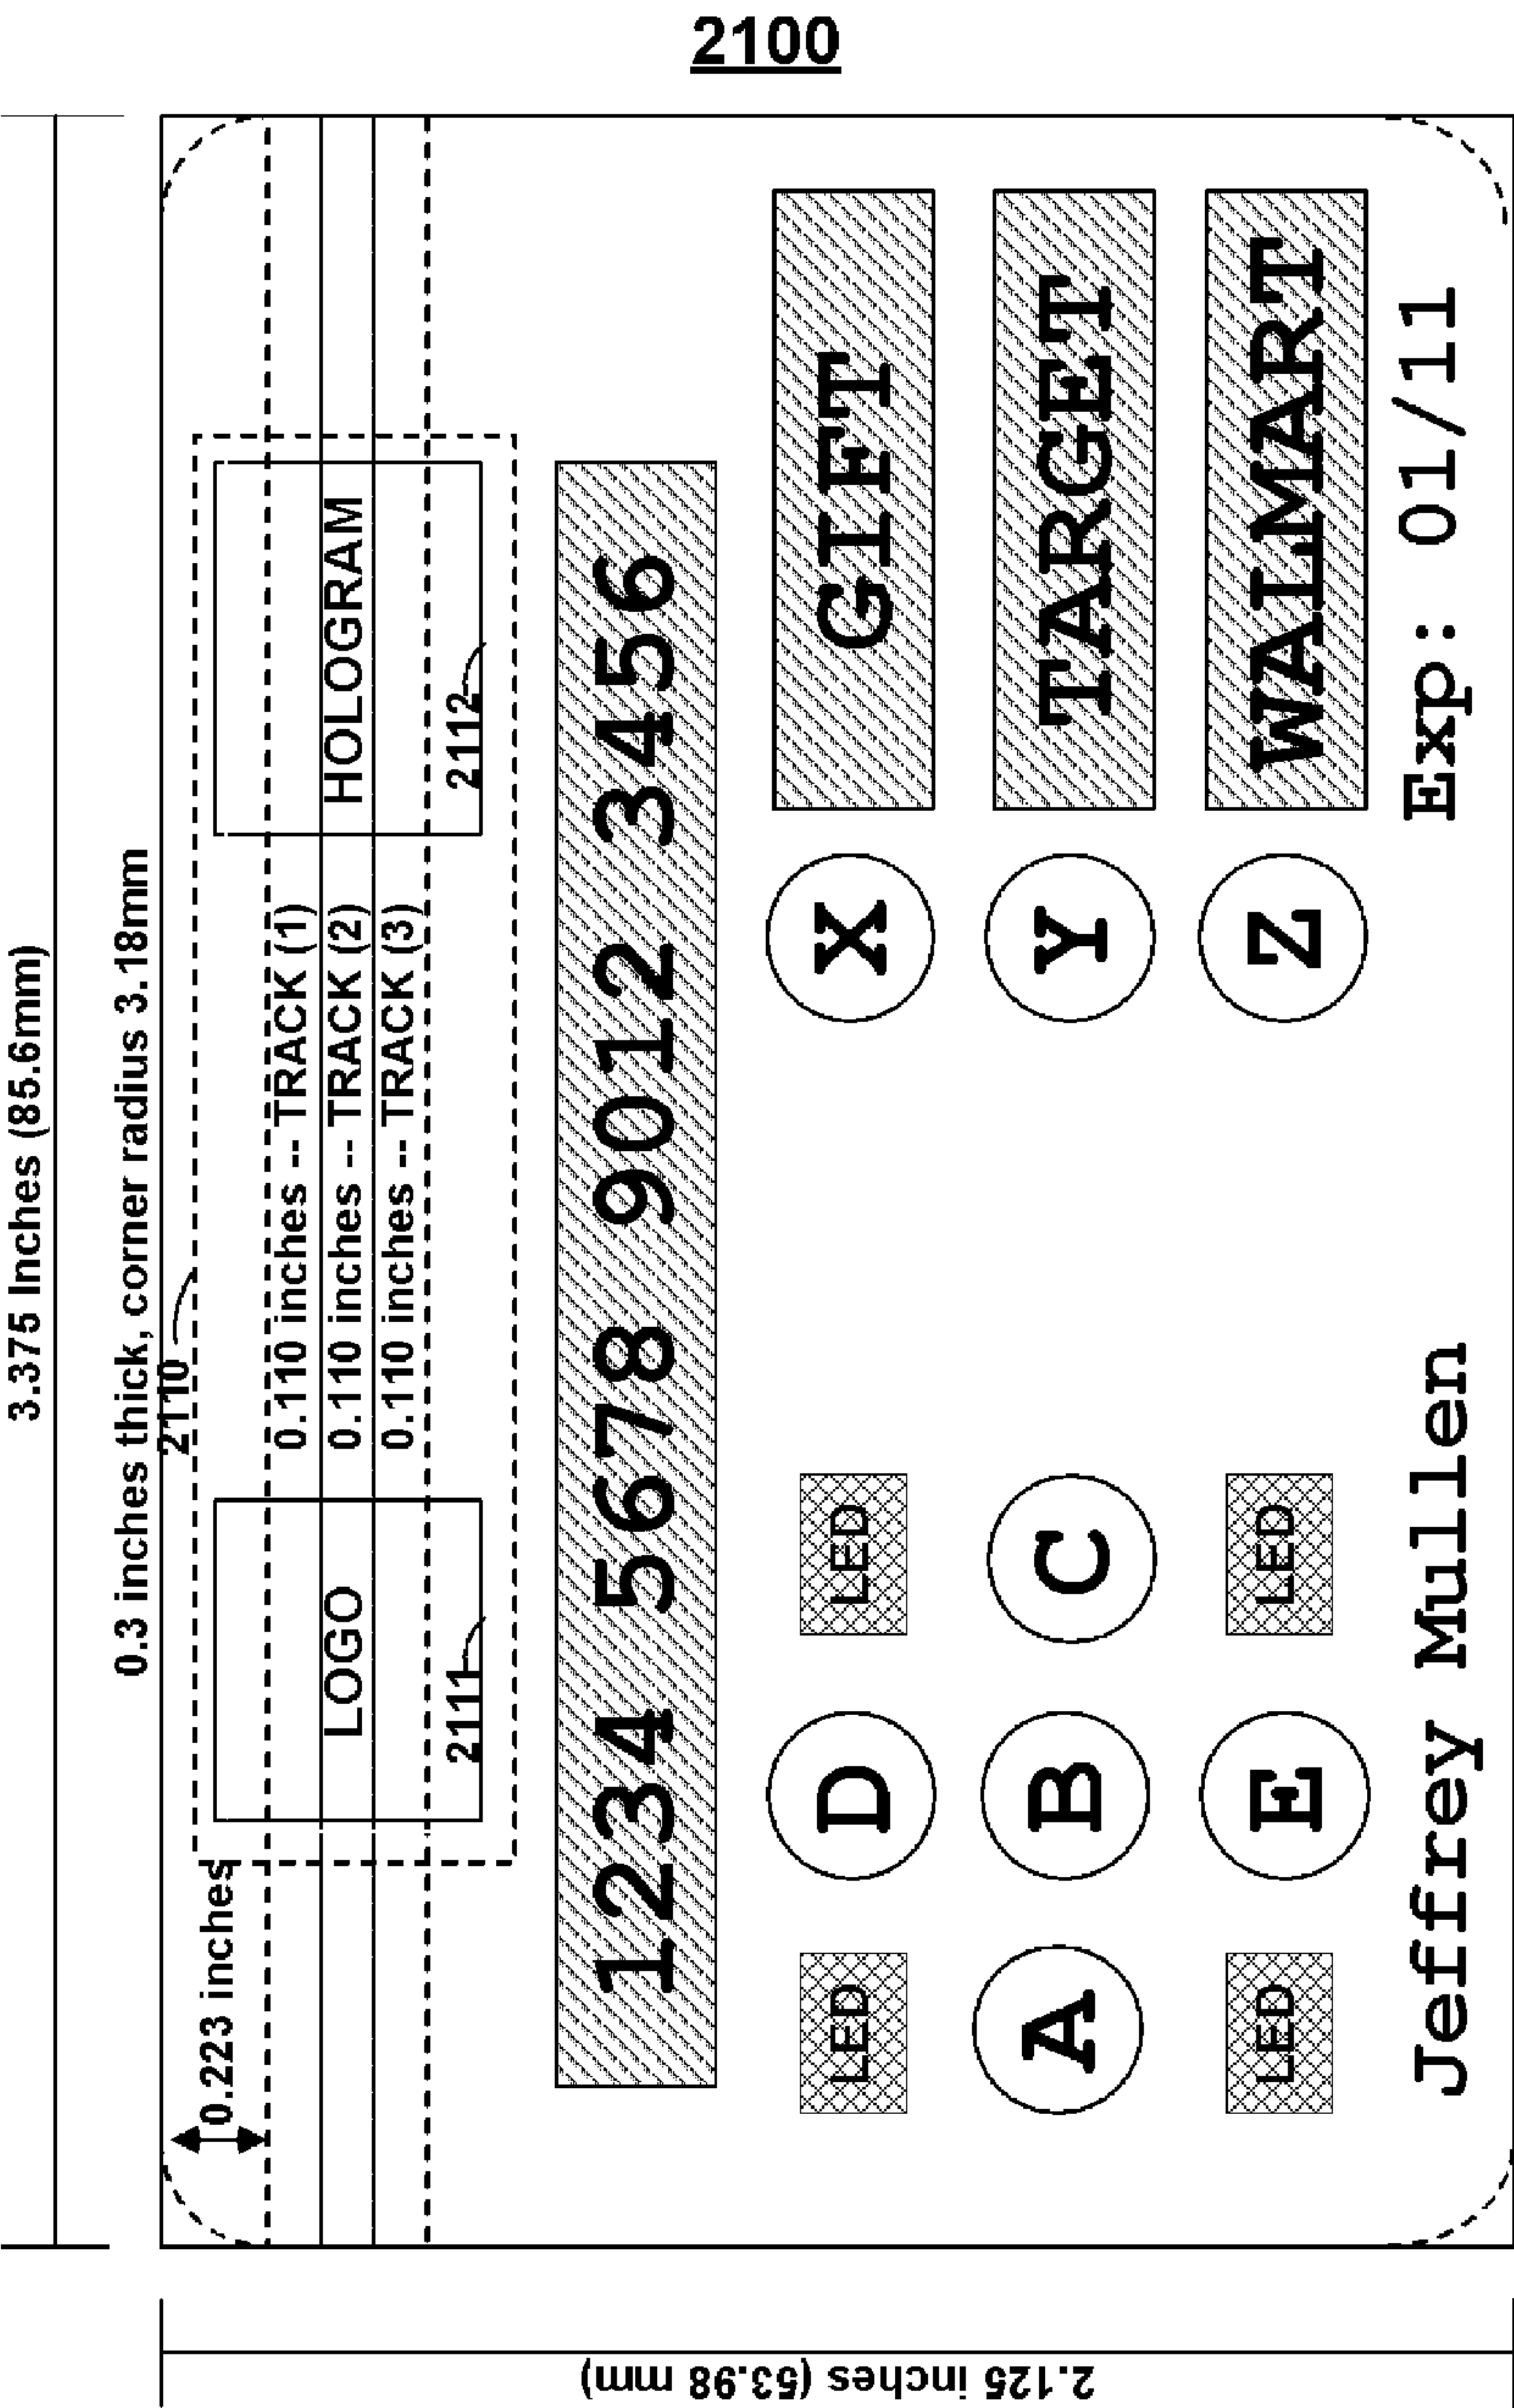 2100
3.375 Inches (85.6mm)
0.3 inches thick, corner radius 3.18mm
2110
0.223 inches
0.110 inches -- TRACK (1)
0.110 inches -- TRACK (2)
0.110 inches -- TRACK (3)
LOGO
HOLOGRAM
2111
2112
1234 5678 9012 3456
LED
D
LED
X
GIFT
A
B
C
Y
TARGET
LED
E
LED
Z
WALMART
Jeffrey Mullen
Exp: 01/11
2.125 inches (53.98 mm)